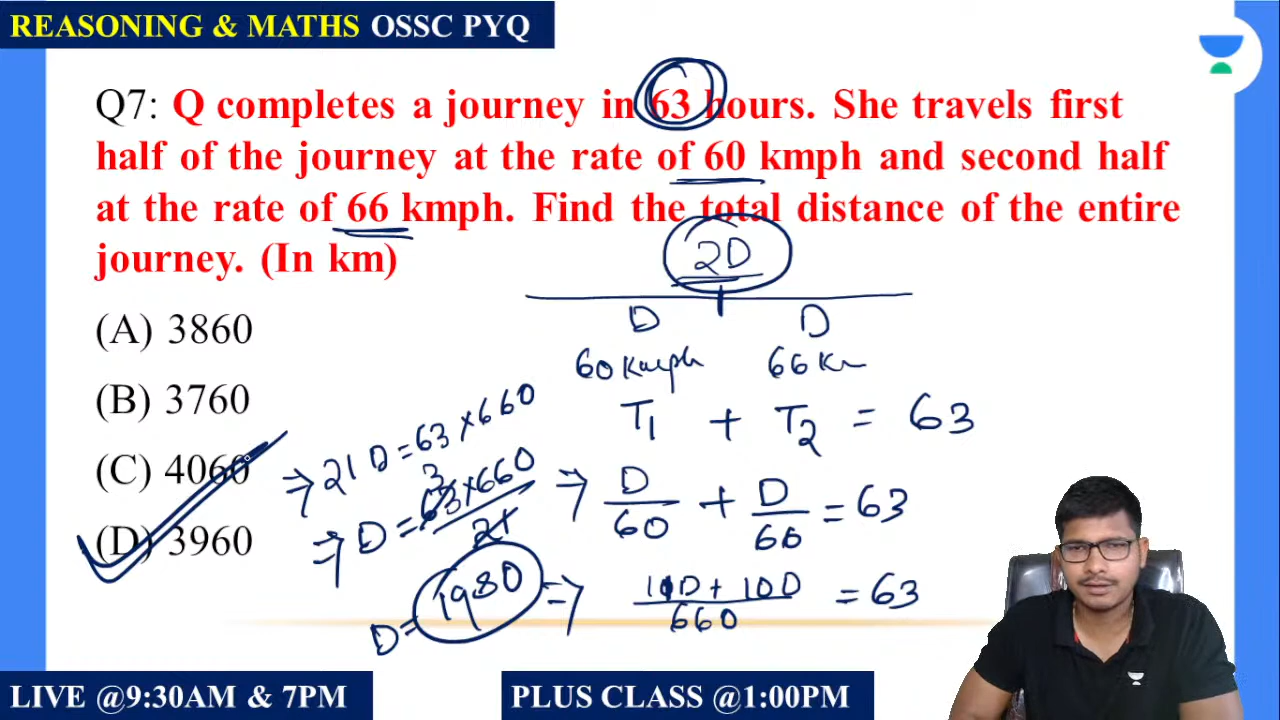 REASONING & MATHS OSSC PYQ
Q7: Q completes a journey in 63 hours. She travels first
half of the journey at the rate of 60 kmph and second half
at the rate of 66 kmph. Find the total distance of the entire
journey. (In km)
2D
D D
60 Kmph 66 Km
(A) 3860
(B) 3760
(C) 4060
(D) 3960
T1 + T2 = 63
⇒ D/60 + D/66 = 63
⇒ 11D + 10D / 660 = 63
⇒ 21D = 63 × 660
⇒ D = 63 × 660 / 21
3
D = 1980
LIVE @9:30AM & 7PM
PLUS CLASS @1:00PM